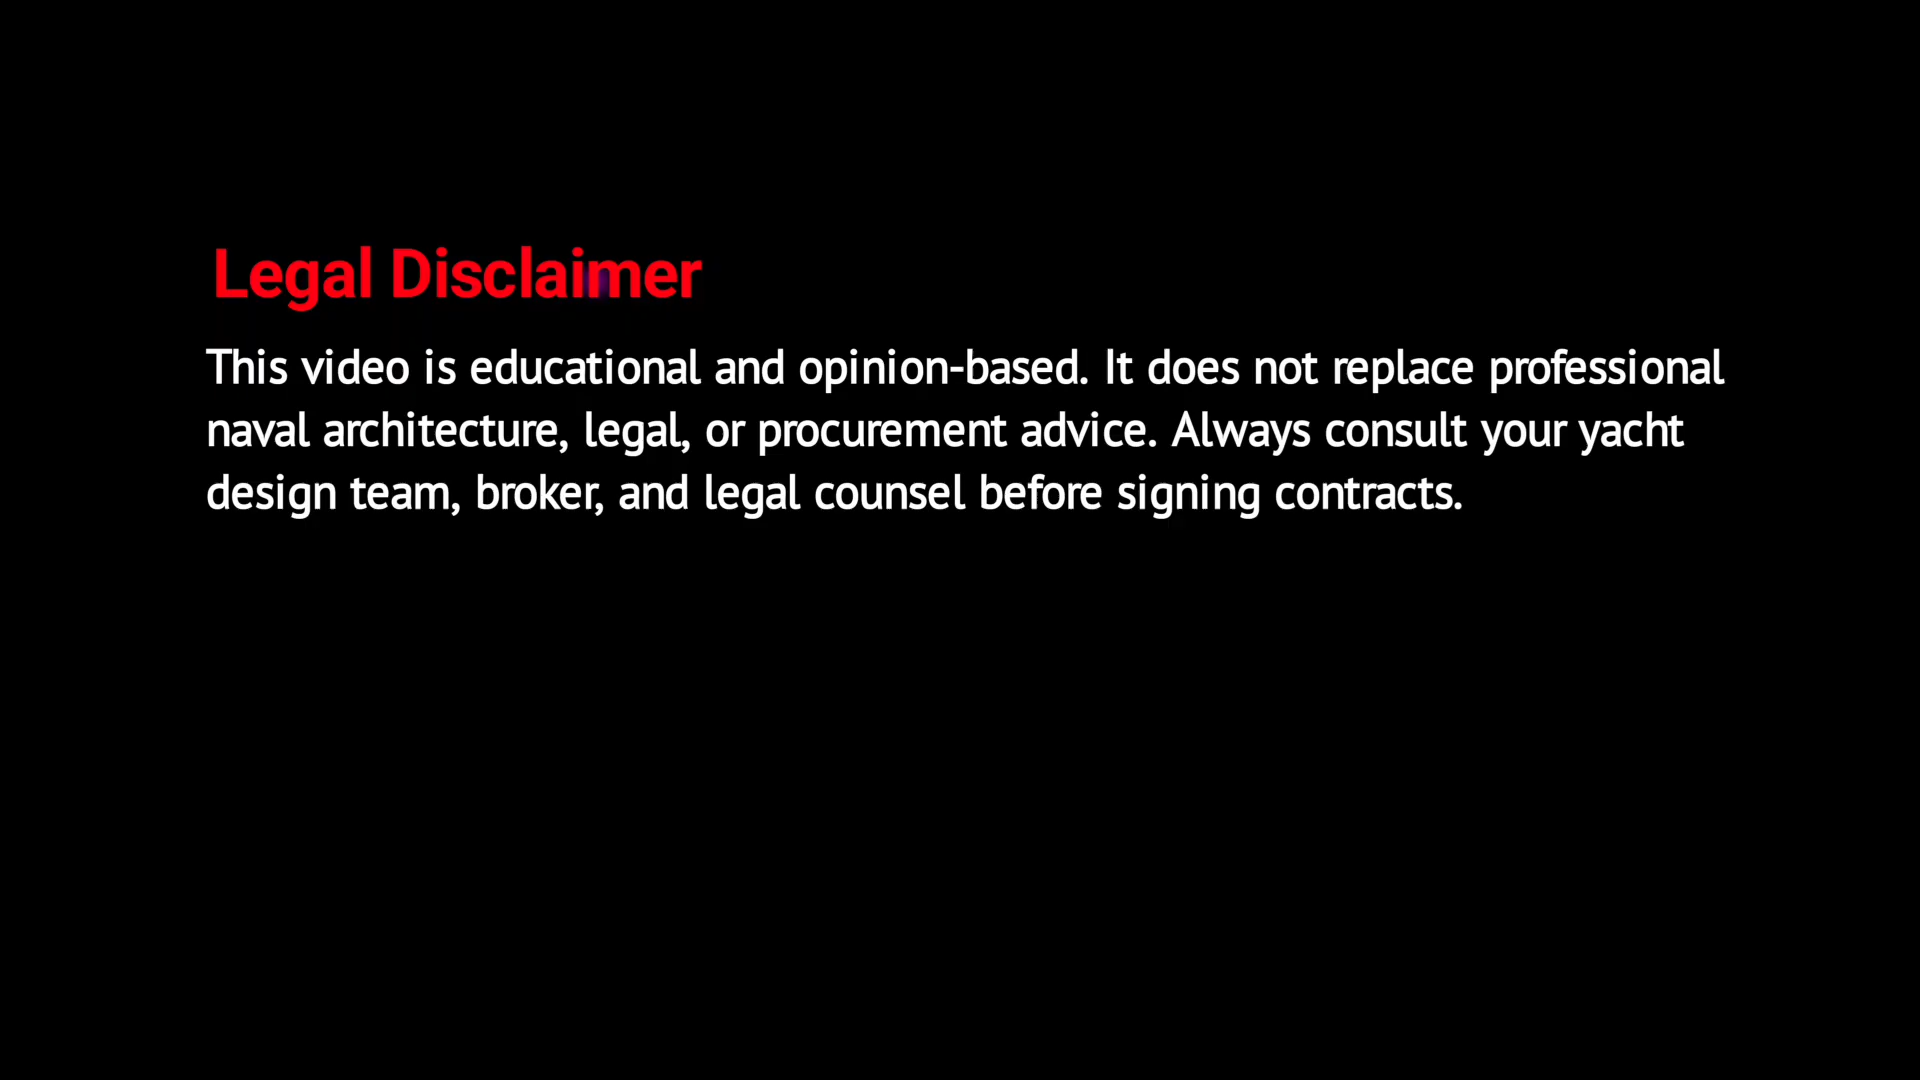 Legal Disclaimer
This video is educational and opinion-based. It does not replace professional
naval architecture, legal, or procurement advice. Always consult your yacht
design team, broker, and legal counsel before signing contracts.